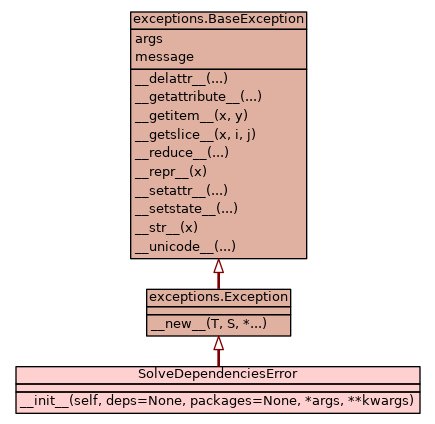 exceptions.BaseException
args
message
__delattr__(...)
__getattribute__(...)
__getitem__(x, y)
__getslice__(x, i, j)
__reduce__(...)
__repr__(x)
__setattr__(...)
__setstate__(...)
__str__(x)
__unicode__(...)
exceptions.Exception
__new__(T, S, *...)
SolveDependenciesError
__init__(self, deps=None, packages=None, *args, **kwargs)